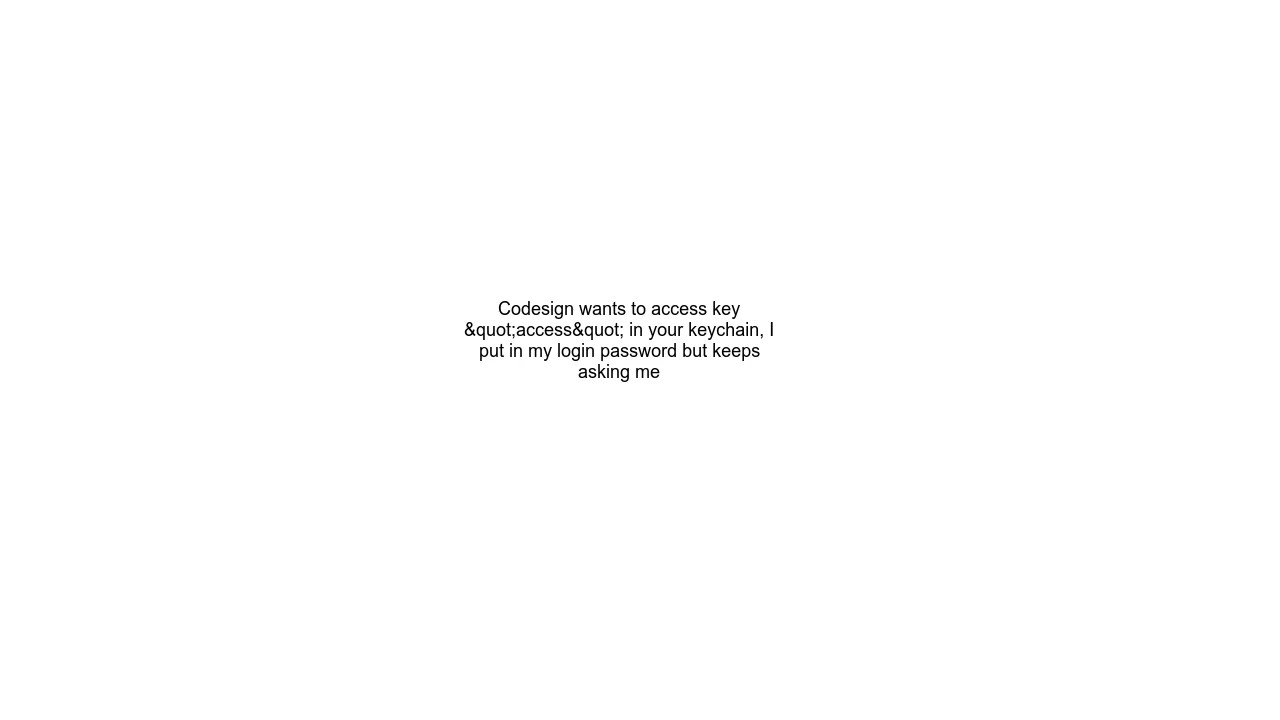 Codesign wants to access key
&quot;access&quot; in your keychain, I
put in my login password but keeps
asking me